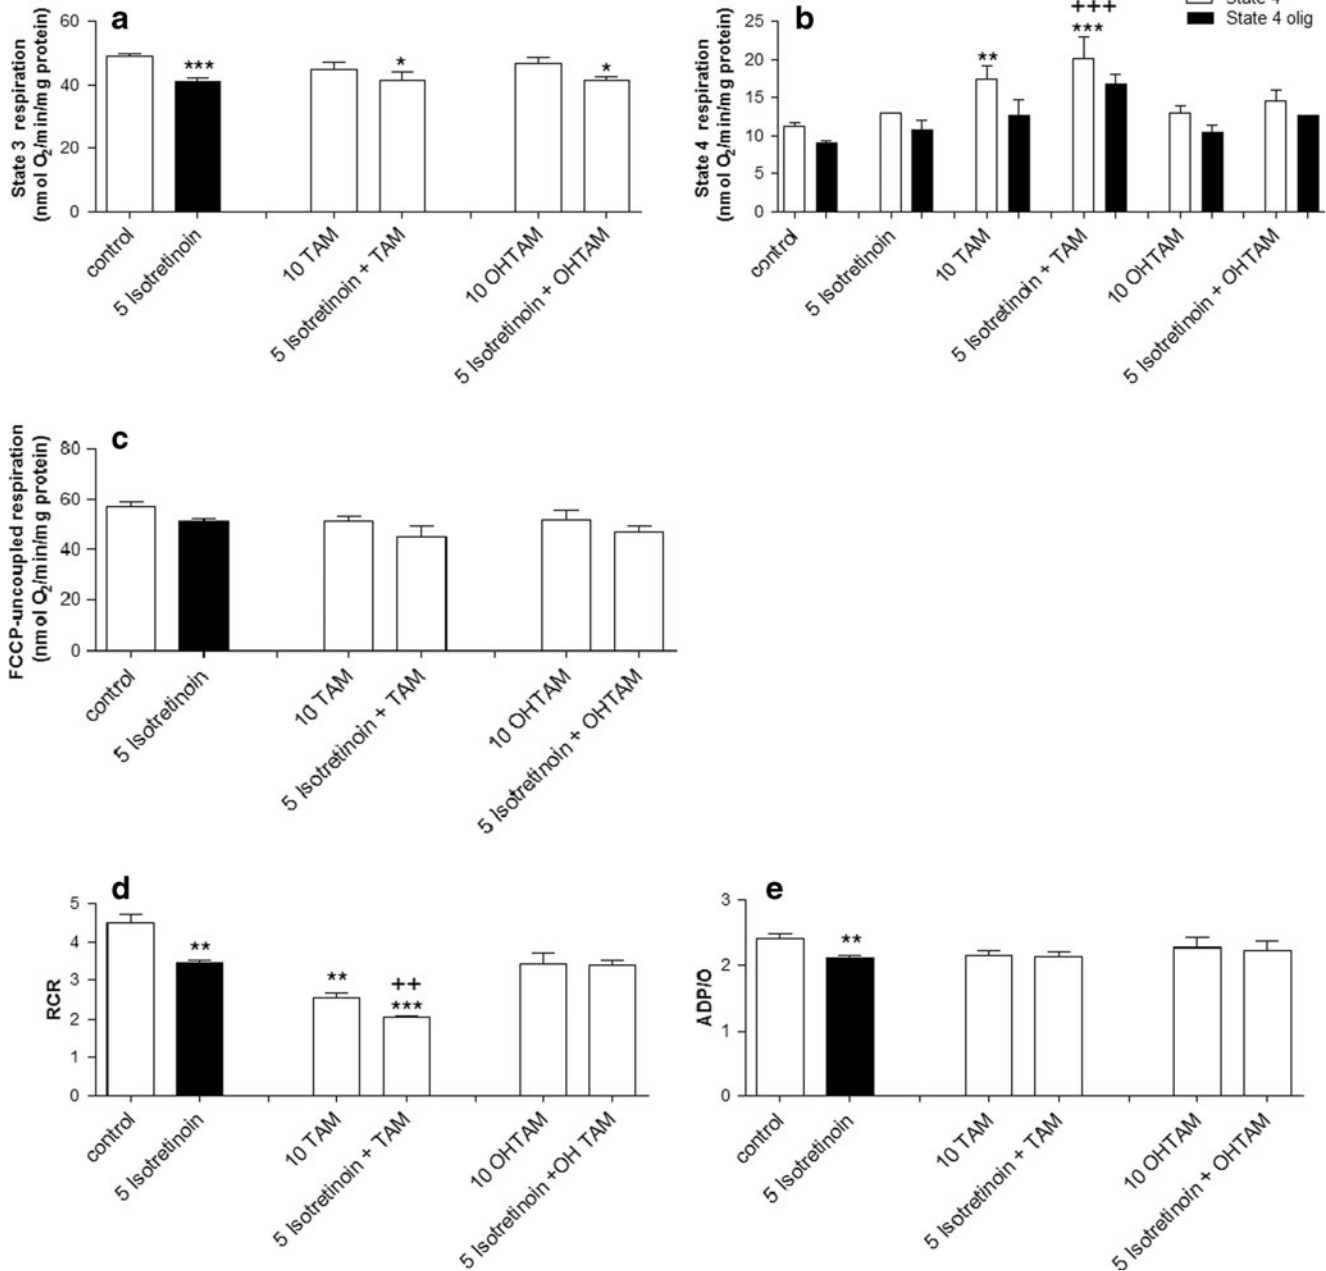 a
State 3 respiration
(nmol O2/min/mg protein)
60
40
20
0
***
*
*
control
5 Isotretinoin
10 TAM
5 Isotretinoin + TAM
10 OHTAM
5 Isotretinoin + OHTAM
b
State 4
State 4 olig
State 4 respiration
(nmol O2/min/mg protein)
25
20
15
10
5
0
**
+++
***
control
5 Isotretinoin
10 TAM
5 Isotretinoin + TAM
10 OHTAM
5 Isotretinoin + OHTAM
c
FCCP-uncoupled respiration
(nmol O2/min/mg protein)
80
60
40
20
0
control
5 Isotretinoin
10 TAM
5 Isotretinoin + TAM
10 OHTAM
5 Isotretinoin + OHTAM
d
RCR
5
4
3
2
1
0
**
**
++
***
control
5 Isotretinoin
10 TAM
5 Isotretinoin + TAM
10 OHTAM
5 Isotretinoin +OH TAM
e
ADP/O
3
2
1
0
**
control
5 Isotretinoin
10 TAM
5 Isotretinoin + TAM
10 OHTAM
5 Isotretinoin + OHTAM